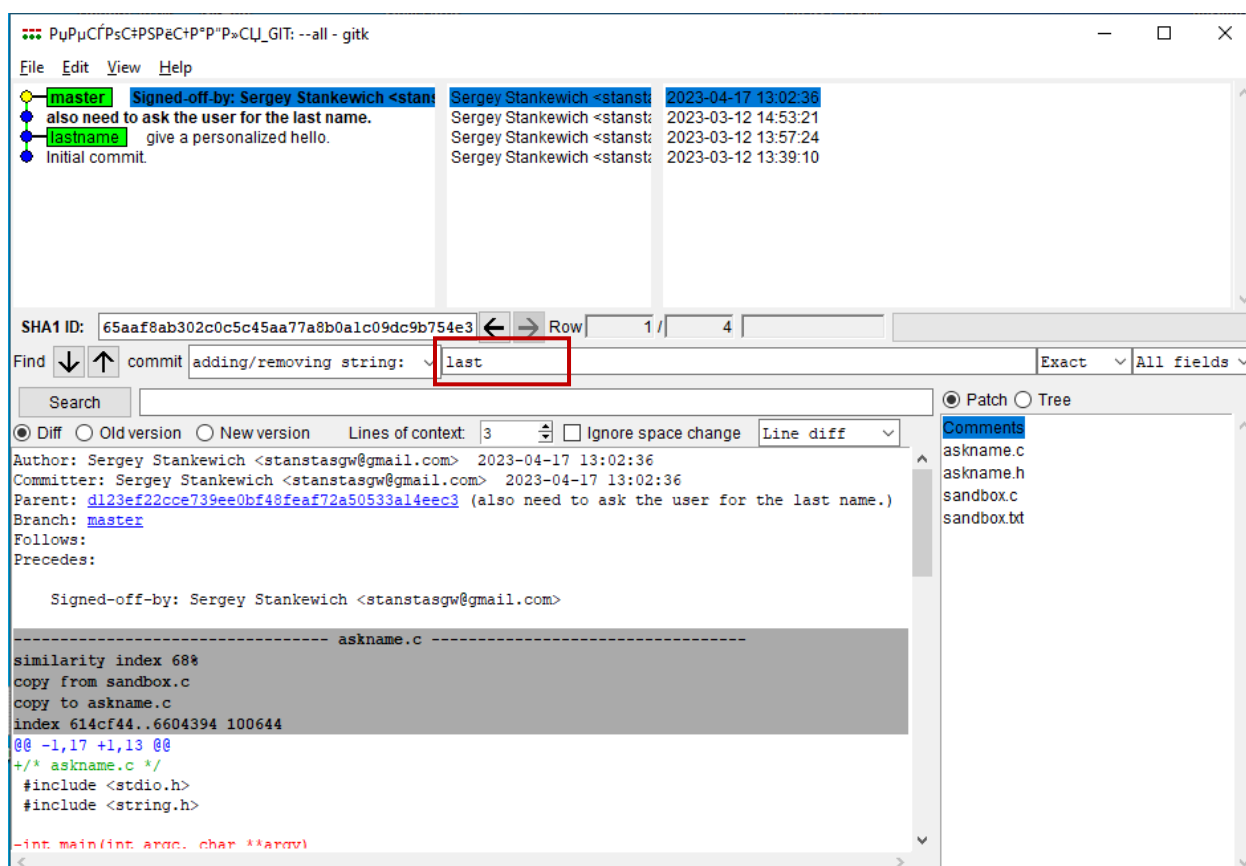 РџРµСЃРѕС‡РЅРёС†Р°Р"Р»СЏ_GIT: --all - gitk
File Edit View Help
master Signed-off-by: Sergey Stankewich <stans Sergey Stankewich <stansta 2023-04-17 13:02:36
also need to ask the user for the last name. Sergey Stankewich <stansta 2023-03-12 14:53:21
lastname give a personalized hello. Sergey Stankewich <stansta 2023-03-12 13:57:24
Initial commit. Sergey Stankewich <stansta 2023-03-12 13:39:10
SHA1 ID: 65aaf8ab302c0c5c45aa77a8b0a1c09dc9b754e3 Row 1 / 4
Find commit adding/removing string: last Exact All fields
Search
Patch Tree
Diff Old version New version Lines of context: 3 Ignore space change Line diff
Comments
askname.c
askname.h
sandbox.c
sandbox.txt
Author: Sergey Stankewich <stanstasgw@gmail.com> 2023-04-17 13:02:36
Committer: Sergey Stankewich <stanstasgw@gmail.com> 2023-04-17 13:02:36
Parent: d123ef22cce739ee0bf48feaf72a50533a14eec3 (also need to ask the user for the last name.)
Branch: master
Follows:
Precedes:
Signed-off-by: Sergey Stankewich <stanstasgw@gmail.com>
---------------------------------- askname.c ----------------------------------
similarity index 68%
copy from sandbox.c
copy to askname.c
index 614cf44..6604394 100644
@@ -1,17 +1,13 @@
+/* askname.c */
#include <stdio.h>
#include <string.h>
-int main(int argc, char **argv)